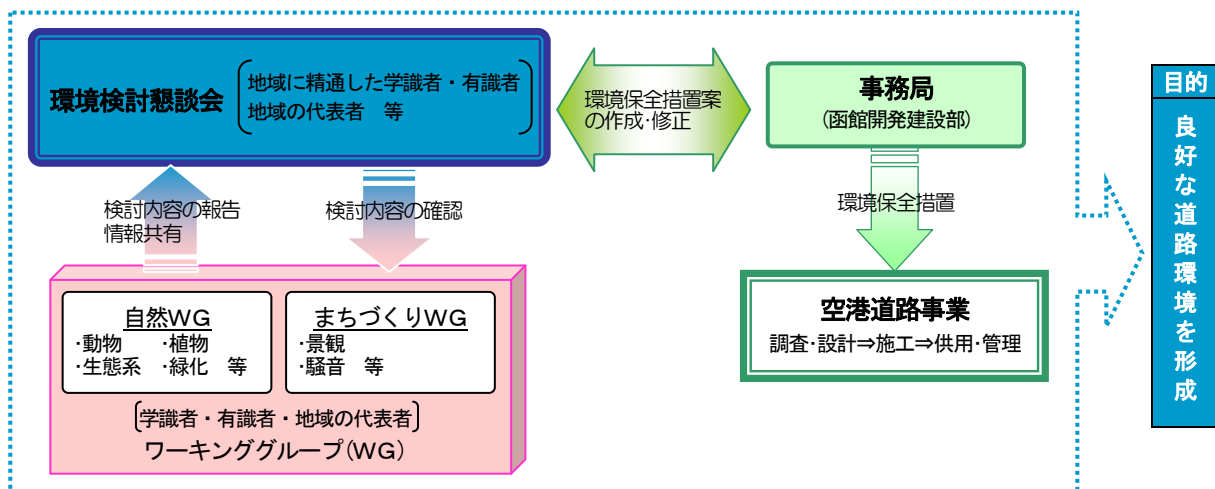 環境検討懇談会
地域に精通した学識者・有識者
地域の代表者　等
環境保全措置案
の作成・修正
事務局
(函館開発建設部)
検討内容の報告
情報共有
検討内容の確認
環境保全措置
自然WG
・動物　・植物
・生態系　・緑化　等
まちづくりWG
・景観
・騒音　等
学識者・有識者・地域の代表者
ワーキンググループ(WG)
空港道路事業
調査・設計⇒施工⇒供用・管理
目的
良好な道路環境を形成